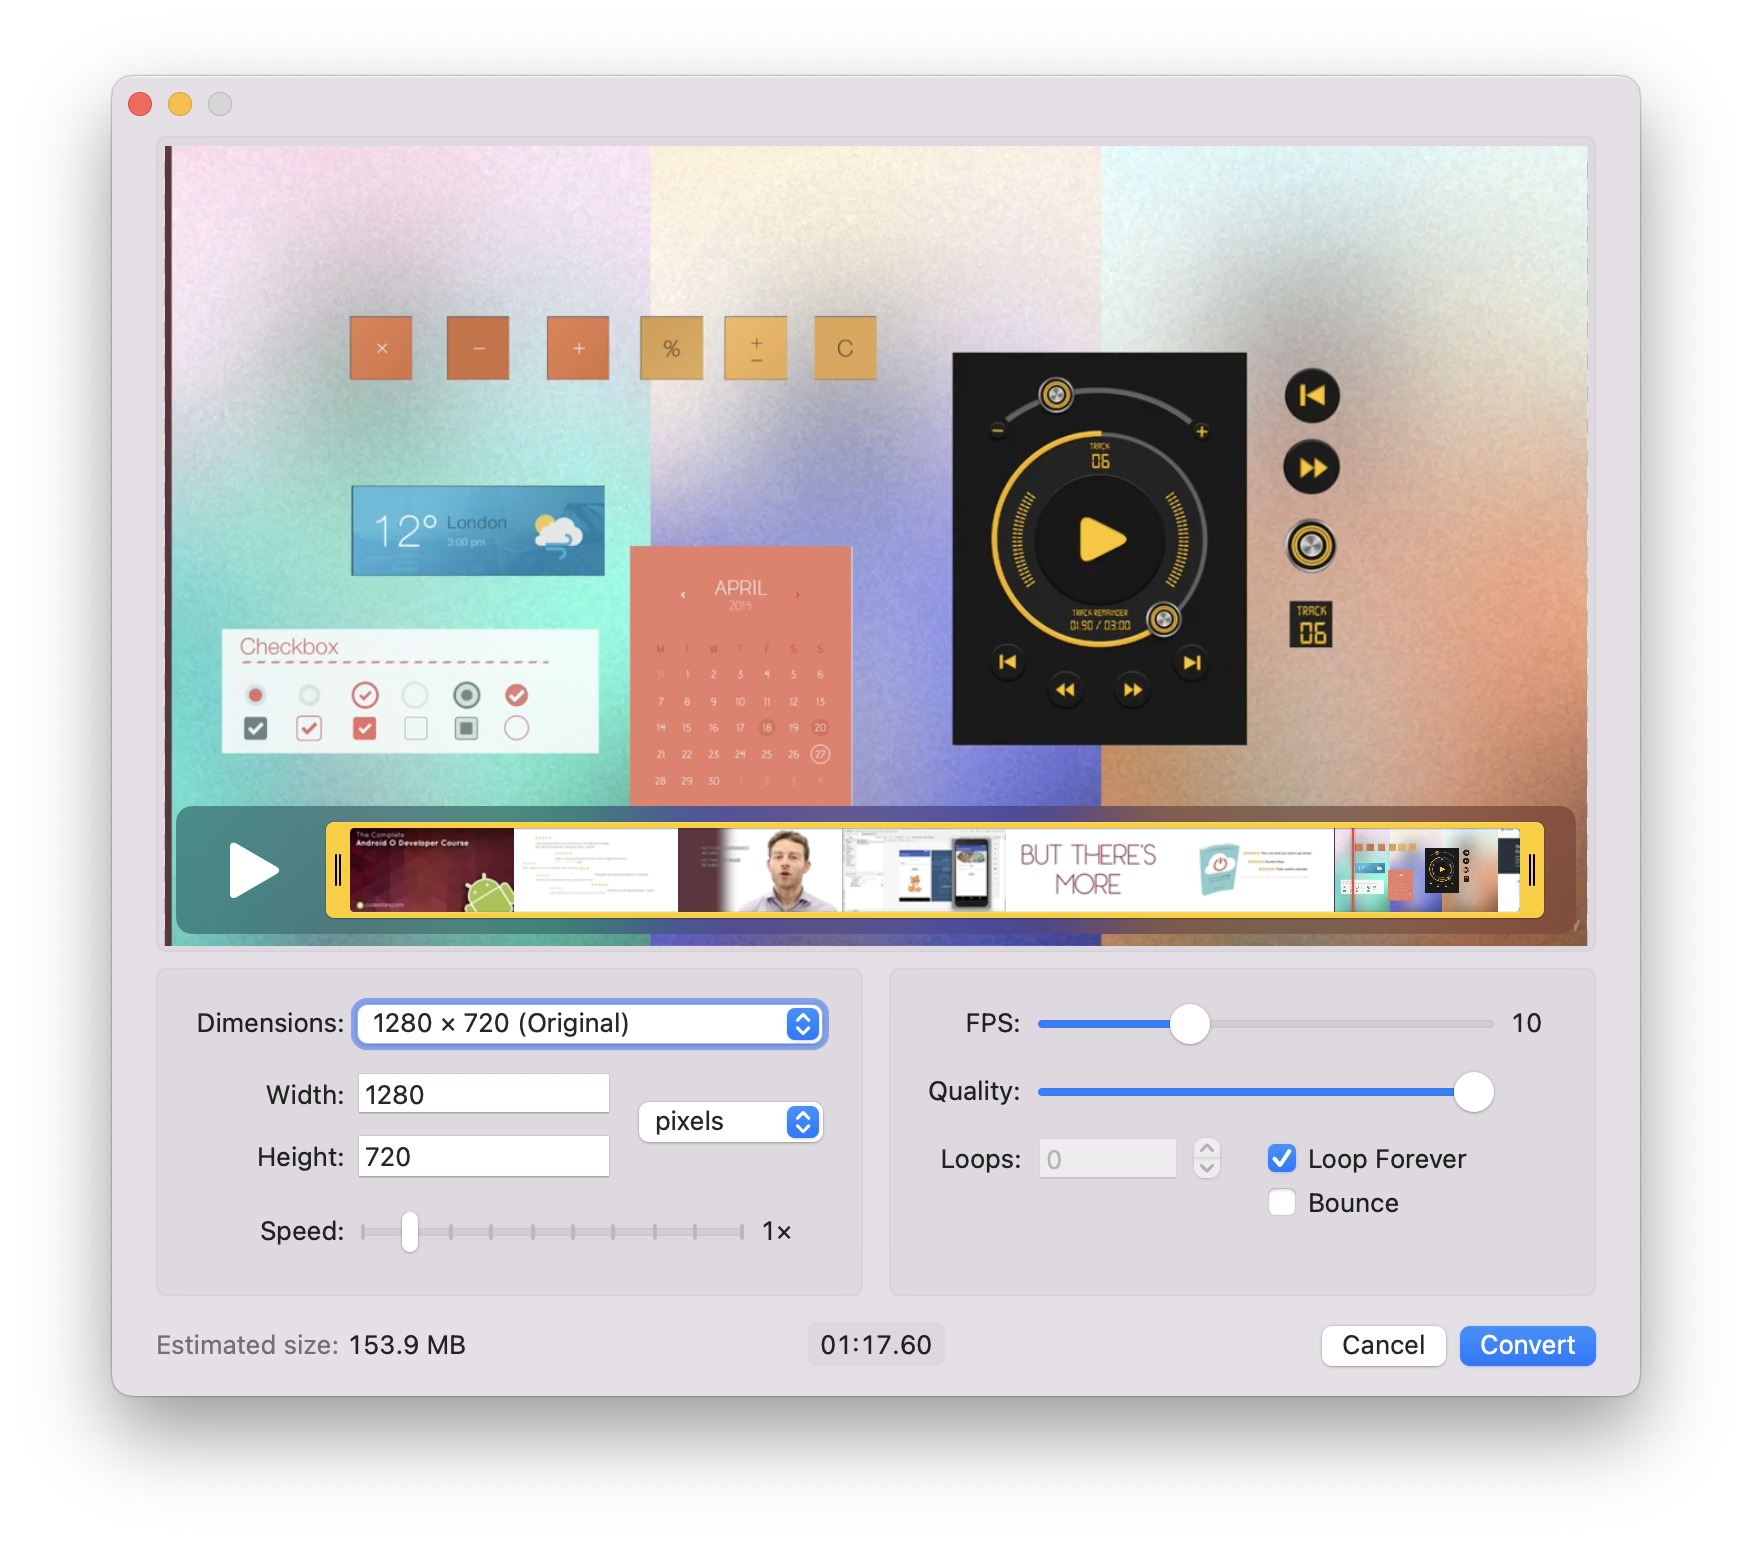 × − + % ± C
12° London
3:00 pm
Checkbox
‹ APRIL ›
2014
M T W T F S S
31 1 2 3 4 5 6
7 8 9 10 11 12 13
14 15 16 17 18 19 20
21 22 23 24 25 26 27
28 29 30 1 2 3 4
− +
TRACK
06
TRACK REMAINDER
01:90 / 03:00
TRACK
06
The Complete
Android O Developer Course
codestars.com
BUT THERE'S
MORE
Dimensions: 1280 × 720 (Original)
Width: 1280
pixels
Height: 720
Speed: 1×
FPS: 10
Quality:
Loops: 0
Loop Forever
Bounce
Estimated size: 153.9 MB
01:17.60
Cancel
Convert